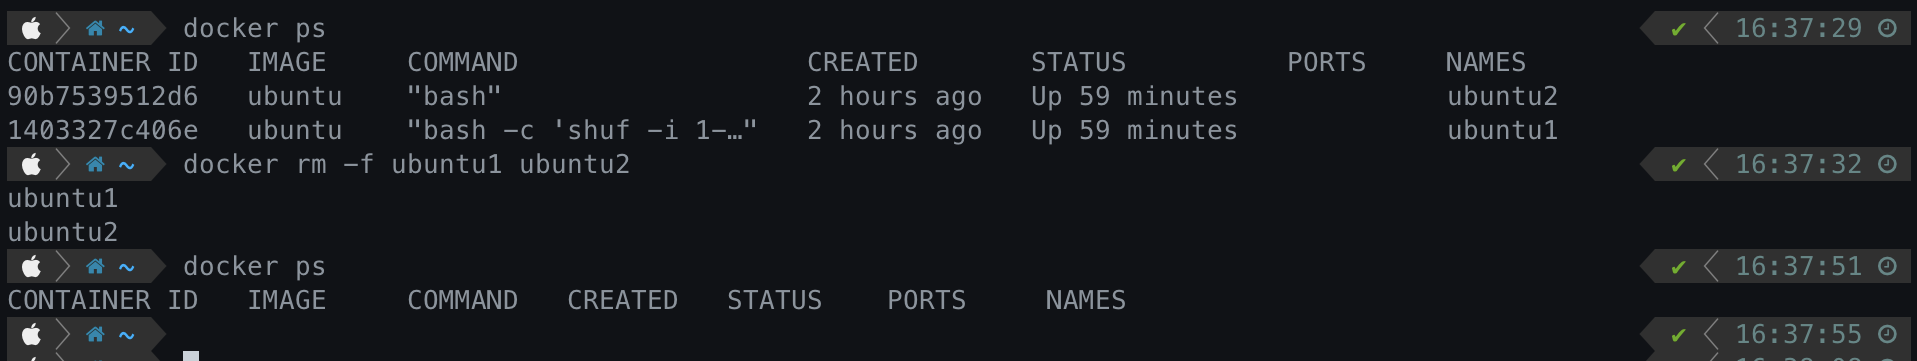 ~ docker ps ✔ 16:37:29
CONTAINER ID IMAGE COMMAND CREATED STATUS PORTS NAMES
90b7539512d6 ubuntu "bash" 2 hours ago Up 59 minutes ubuntu2
1403327c406e ubuntu "bash -c 'shuf -i 1-…" 2 hours ago Up 59 minutes ubuntu1
~ docker rm -f ubuntu1 ubuntu2 ✔ 16:37:32
ubuntu1
ubuntu2
~ docker ps ✔ 16:37:51
CONTAINER ID IMAGE COMMAND CREATED STATUS PORTS NAMES
~ ✔ 16:37:55